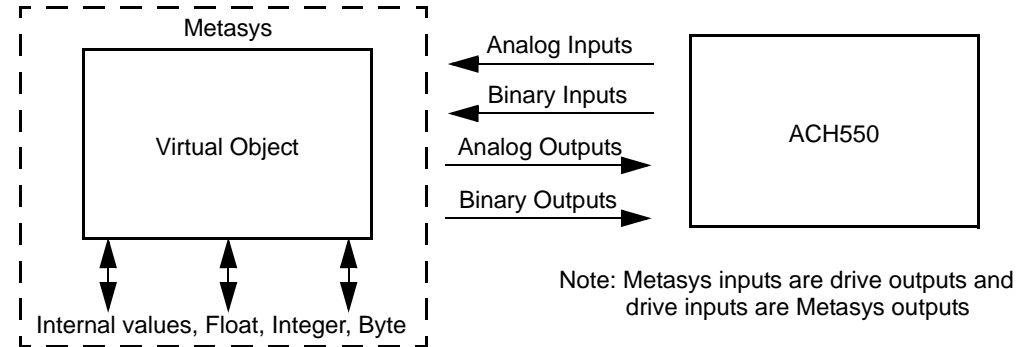 Metasys
Virtual Object
Internal values, Float, Integer, Byte
Analog Inputs
Binary Inputs
Analog Outputs
Binary Outputs
ACH550
Note: Metasys inputs are drive outputs and
drive inputs are Metasys outputs